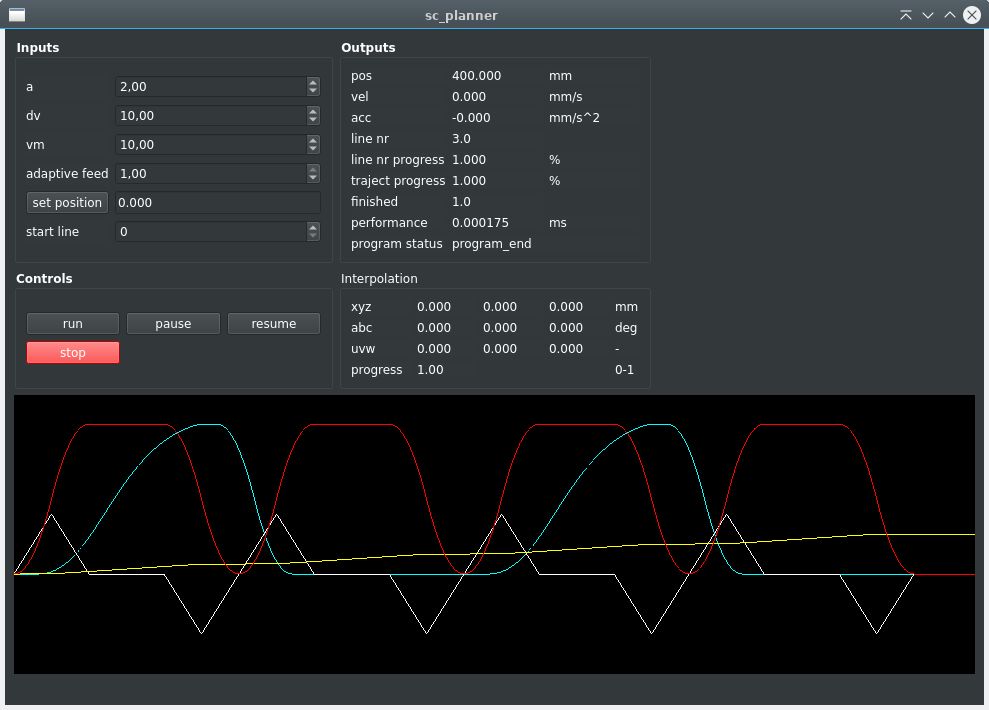 sc_planner
Inputs
a 2,00
dv 10,00
vm 10,00
adaptive feed 1,00
set position 0.000
start line 0
Outputs
pos 400.000 mm
vel 0.000 mm/s
acc -0.000 mm/s^2
line nr 3.0
line nr progress 1.000 %
traject progress 1.000 %
finished 1.0
performance 0.000175 ms
program status program_end
Controls
run pause resume
stop
Interpolation
xyz 0.000 0.000 0.000 mm
abc 0.000 0.000 0.000 deg
uvw 0.000 0.000 0.000 -
progress 1.00 0-1